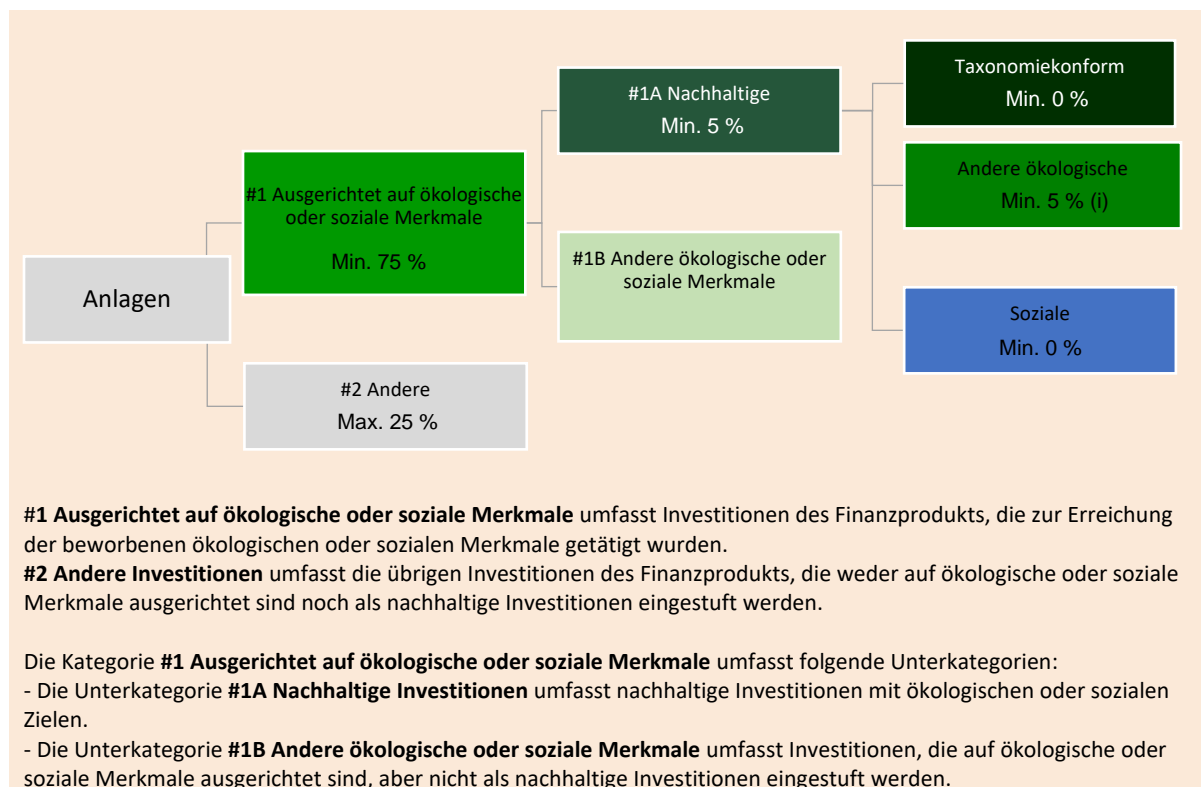 Anlagen
#1 Ausgerichtet auf ökologische
oder soziale Merkmale
Min. 75 %
#2 Andere
Max. 25 %
#1A Nachhaltige
Min. 5 %
#1B Andere ökologische oder
soziale Merkmale
Taxonomiekonform
Min. 0 %
Andere ökologische
Min. 5 % (i)
Soziale
Min. 0 %
#1 Ausgerichtet auf ökologische oder soziale Merkmale umfasst Investitionen des Finanzprodukts, die zur Erreichung
der beworbenen ökologischen oder sozialen Merkmale getätigt wurden.
#2 Andere Investitionen umfasst die übrigen Investitionen des Finanzprodukts, die weder auf ökologische oder soziale
Merkmale ausgerichtet sind noch als nachhaltige Investitionen eingestuft werden.
Die Kategorie #1 Ausgerichtet auf ökologische oder soziale Merkmale umfasst folgende Unterkategorien:
- Die Unterkategorie #1A Nachhaltige Investitionen umfasst nachhaltige Investitionen mit ökologischen oder sozialen
Zielen.
- Die Unterkategorie #1B Andere ökologische oder soziale Merkmale umfasst Investitionen, die auf ökologische oder
soziale Merkmale ausgerichtet sind, aber nicht als nachhaltige Investitionen eingestuft werden.